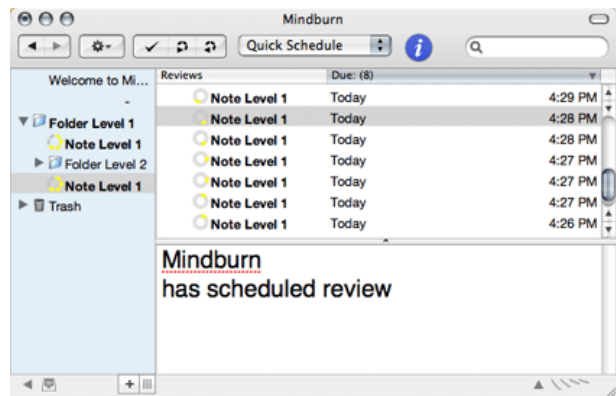 Mindburn
Quick Schedule
Welcome to Mi...
-
Folder Level 1
Note Level 1
Folder Level 2
Note Level 1
Trash
Reviews Due: (8)
Note Level 1 Today 4:29 PM
Note Level 1 Today 4:28 PM
Note Level 1 Today 4:28 PM
Note Level 1 Today 4:27 PM
Note Level 1 Today 4:27 PM
Note Level 1 Today 4:27 PM
Note Level 1 Today 4:26 PM
Mindburn
has scheduled review